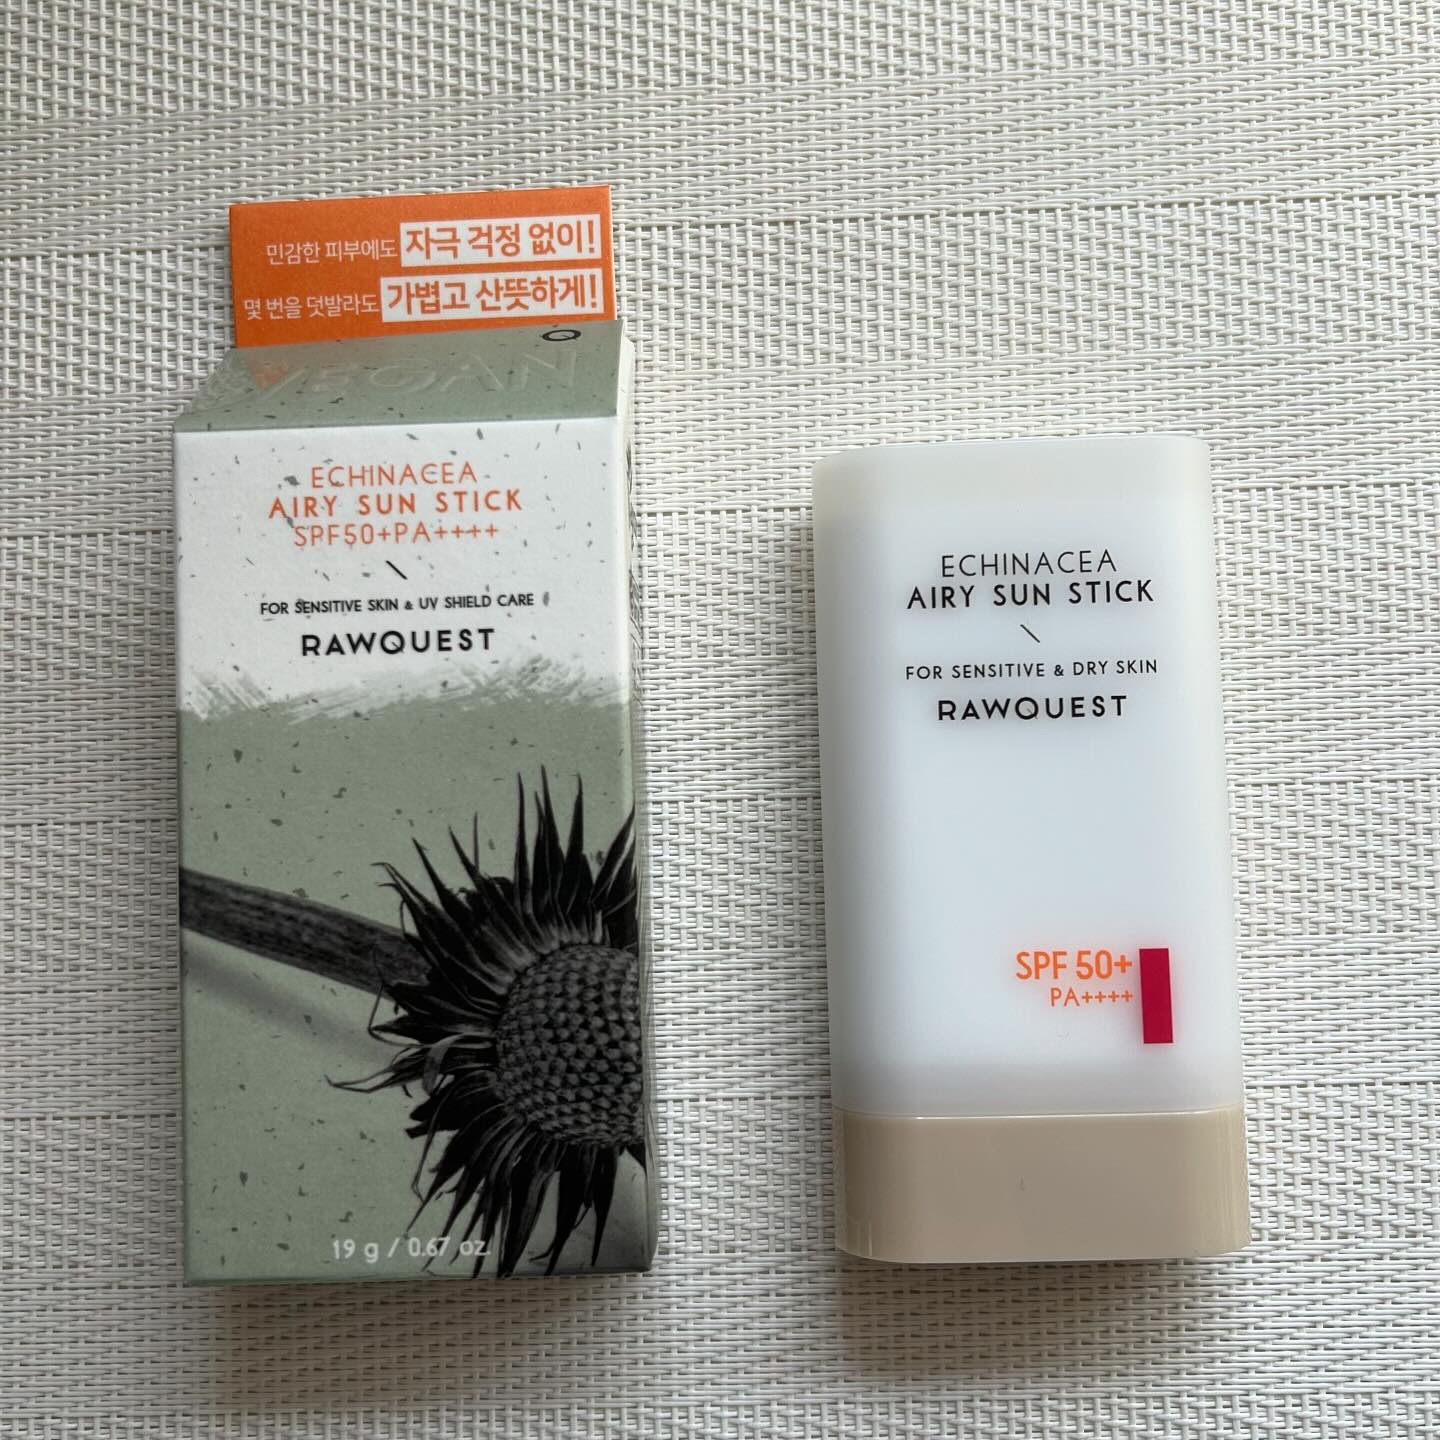 민감한 피부에도 자극 걱정 없이!
몇 번을 덧발라도 가볍고 산뜻하게!
Q
VEGAN
ECHINACEA
AIRY SUN STICK
SPF50+PA++++
\
FOR SENSITIVE SKIN & UV SHIELD CARE
RAWQUEST
19 g / 0.67 oz.
ECHINACEA
AIRY SUN STICK
\
FOR SENSITIVE & DRY SKIN
RAWQUEST
SPF 50+
PA++++